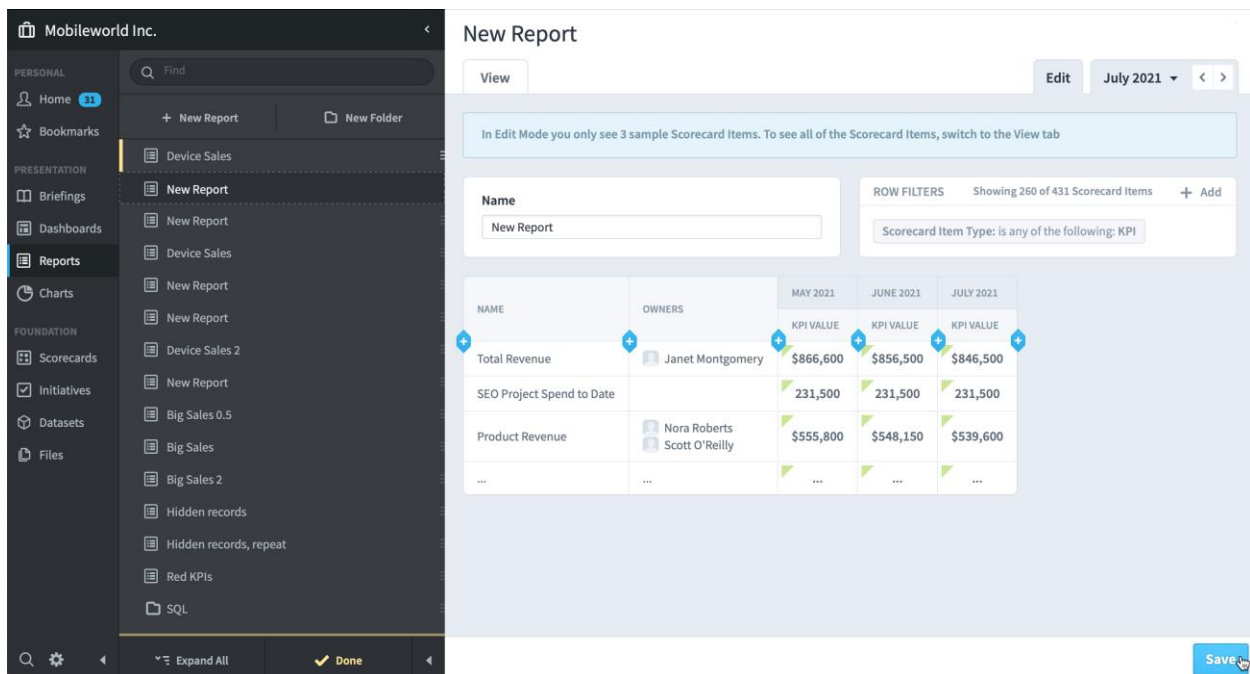 Mobileworld Inc.
PERSONAL
Home 31
Bookmarks
PRESENTATION
Briefings
Dashboards
Reports
Charts
FOUNDATION
Scorecards
Initiatives
Datasets
Files
Find
+ New Report
New Folder
Device Sales
New Report
New Report
Device Sales
New Report
New Report
Device Sales 2
New Report
Big Sales 0.5
Big Sales
Big Sales 2
Hidden records
Hidden records, repeat
Red KPIs
SQL
Expand All
Done
New Report
View
Edit
July 2021
In Edit Mode you only see 3 sample Scorecard Items. To see all of the Scorecard Items, switch to the View tab
Name
New Report
ROW FILTERS Showing 260 of 431 Scorecard Items + Add
Scorecard Item Type: is any of the following: KPI
NAME OWNERS MAY 2021 JUNE 2021 JULY 2021
KPI VALUE KPI VALUE KPI VALUE
Total Revenue Janet Montgomery $866,600 $856,500 $846,500
SEO Project Spend to Date 231,500 231,500 231,500
Product Revenue Nora Roberts Scott O'Reilly $555,800 $548,150 $539,600
... ... ... ... ...
Save